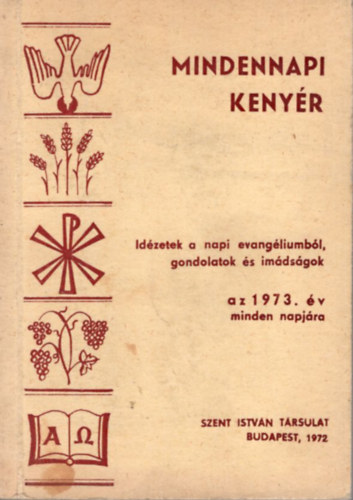 MINDENNAPI
KENYÉR
Idézetek a napi evangéliumból,
gondolatok és imádságok
az 1973. év
minden napjára
A Ω
SZENT ISTVÁN TÁRSULAT
BUDAPEST, 1972